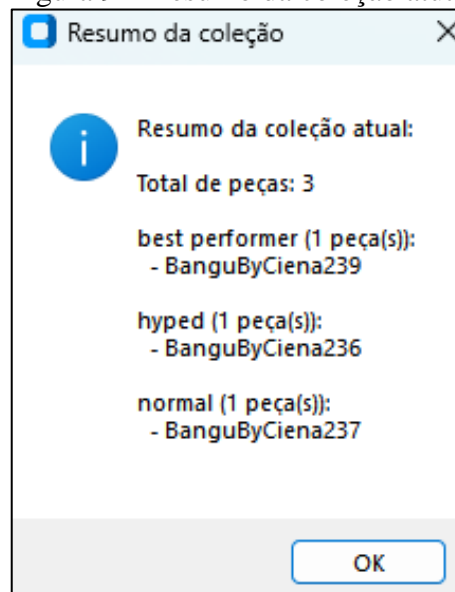 Resumo da coleção
Resumo da coleção atual:
Total de peças: 3
best performer (1 peça(s)):
- BanguByCiena239
hyped (1 peça(s)):
- BanguByCiena236
normal (1 peça(s)):
- BanguByCiena237
OK